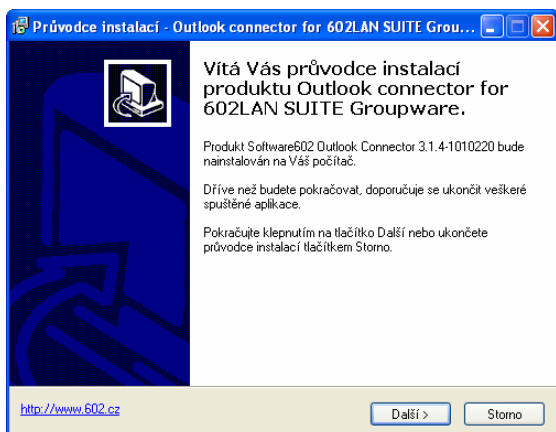 Průvodce instalací - Outlook connector for 602LAN SUITE Grou...
Vítá Vás průvodce instalací
produktu Outlook connector for
602LAN SUITE Groupware.
Produkt Software602 Outlook Connector 3.1.4-1010220 bude
nainstalován na Váš počítač.
Dříve než budete pokračovat, doporučuje se ukončit veškeré
spuštěné aplikace.
Pokračujte klepnutím na tlačítko Další nebo ukončete
průvodce instalací tlačítkem Storno.
http://www.602.cz
Další >
Storno